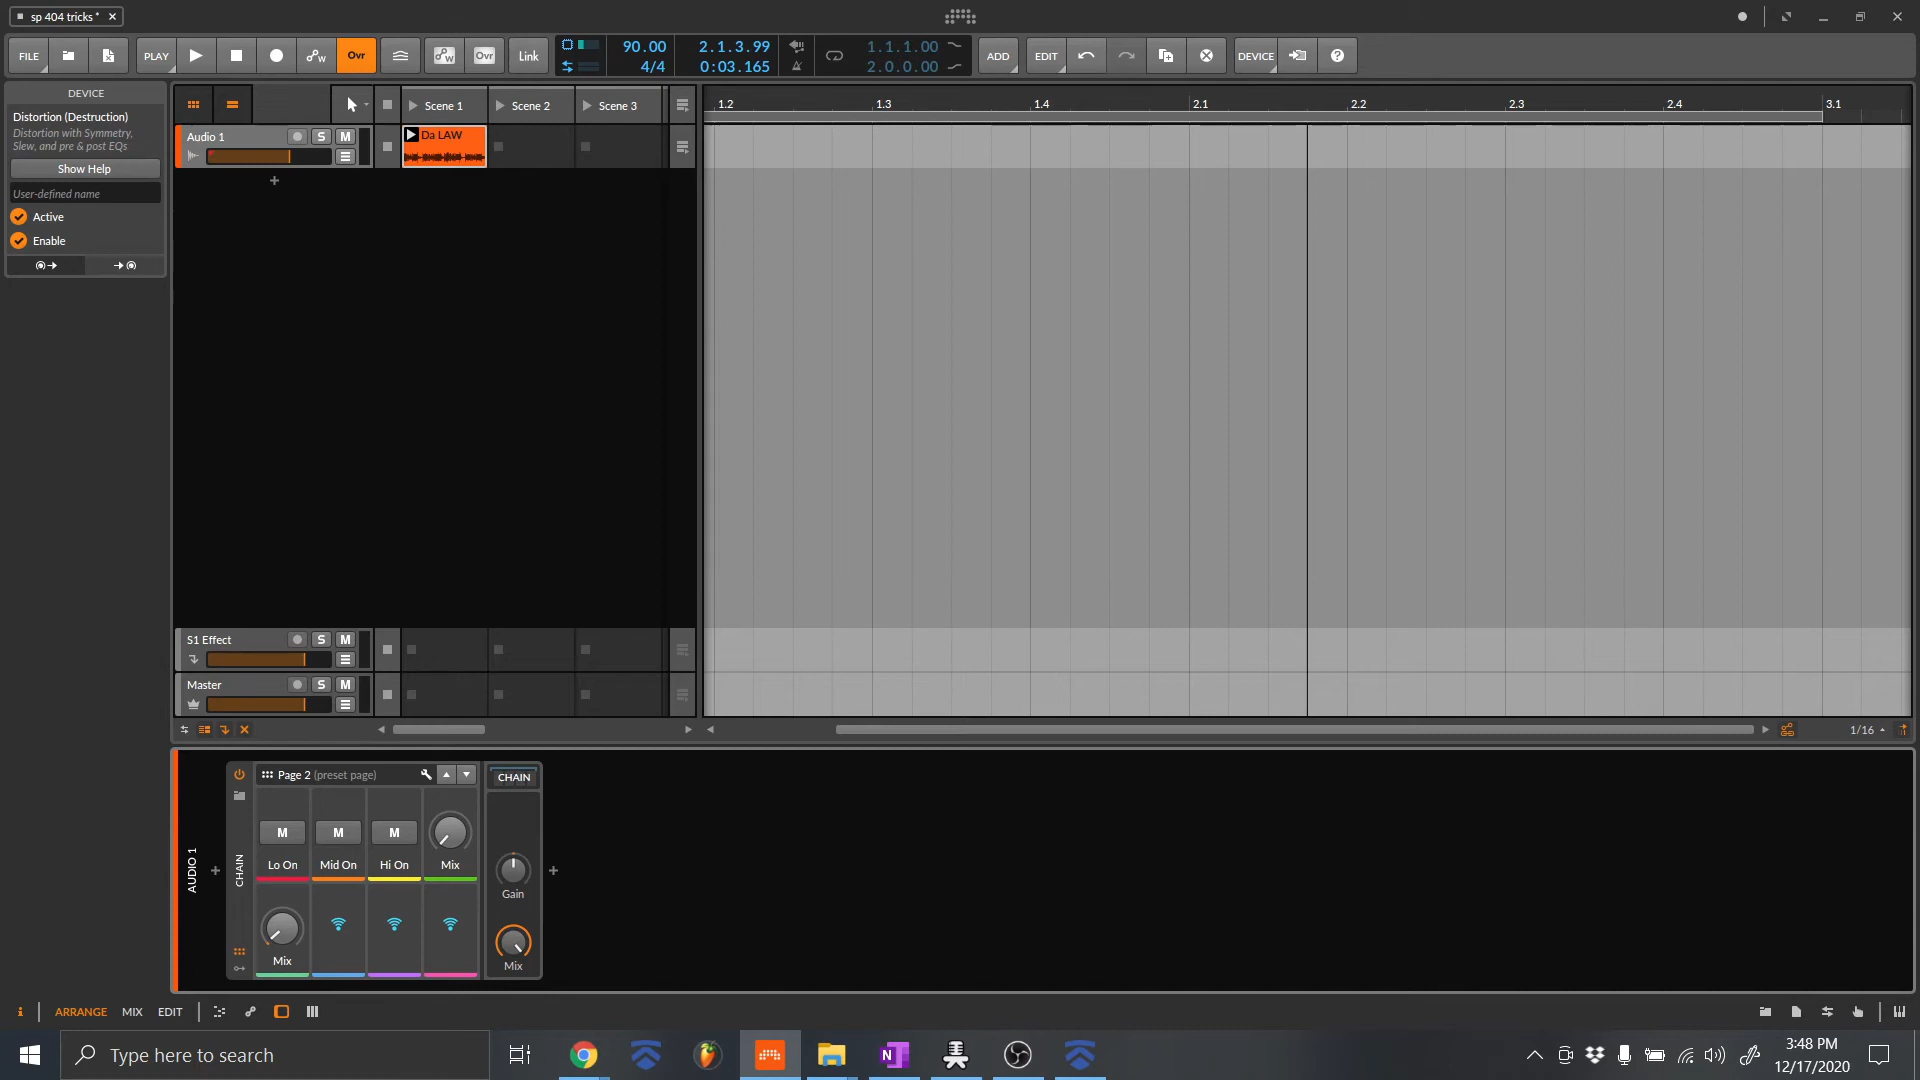 sp 404 tricks *
FILE
PLAY
Ovr
Ovr
Link
90.00
4/4
2.1.3.99
0:03.165
1.1.1.00
2.0.0.00
ADD
EDIT
DEVICE
DEVICE
Distortion (Destruction)
Distortion with Symmetry,
Slew, and pre & post EQs
Show Help
User-defined name
Active
Enable
Scene 1
Scene 2
Scene 3
1.2
1.3
1.4
2.1
2.2
2.3
2.4
3.1
Audio 1
S
M
Da LAW
S1 Effect
S
M
Master
S
M
1/16
AUDIO 1
CHAIN
Page 2 (preset page)
CHAIN
M
M
M
Lo On
Mid On
Hi On
Mix
Gain
Mix
Mix
i
ARRANGE
MIX
EDIT
Type here to search
N
3:48 PM
12/17/2020